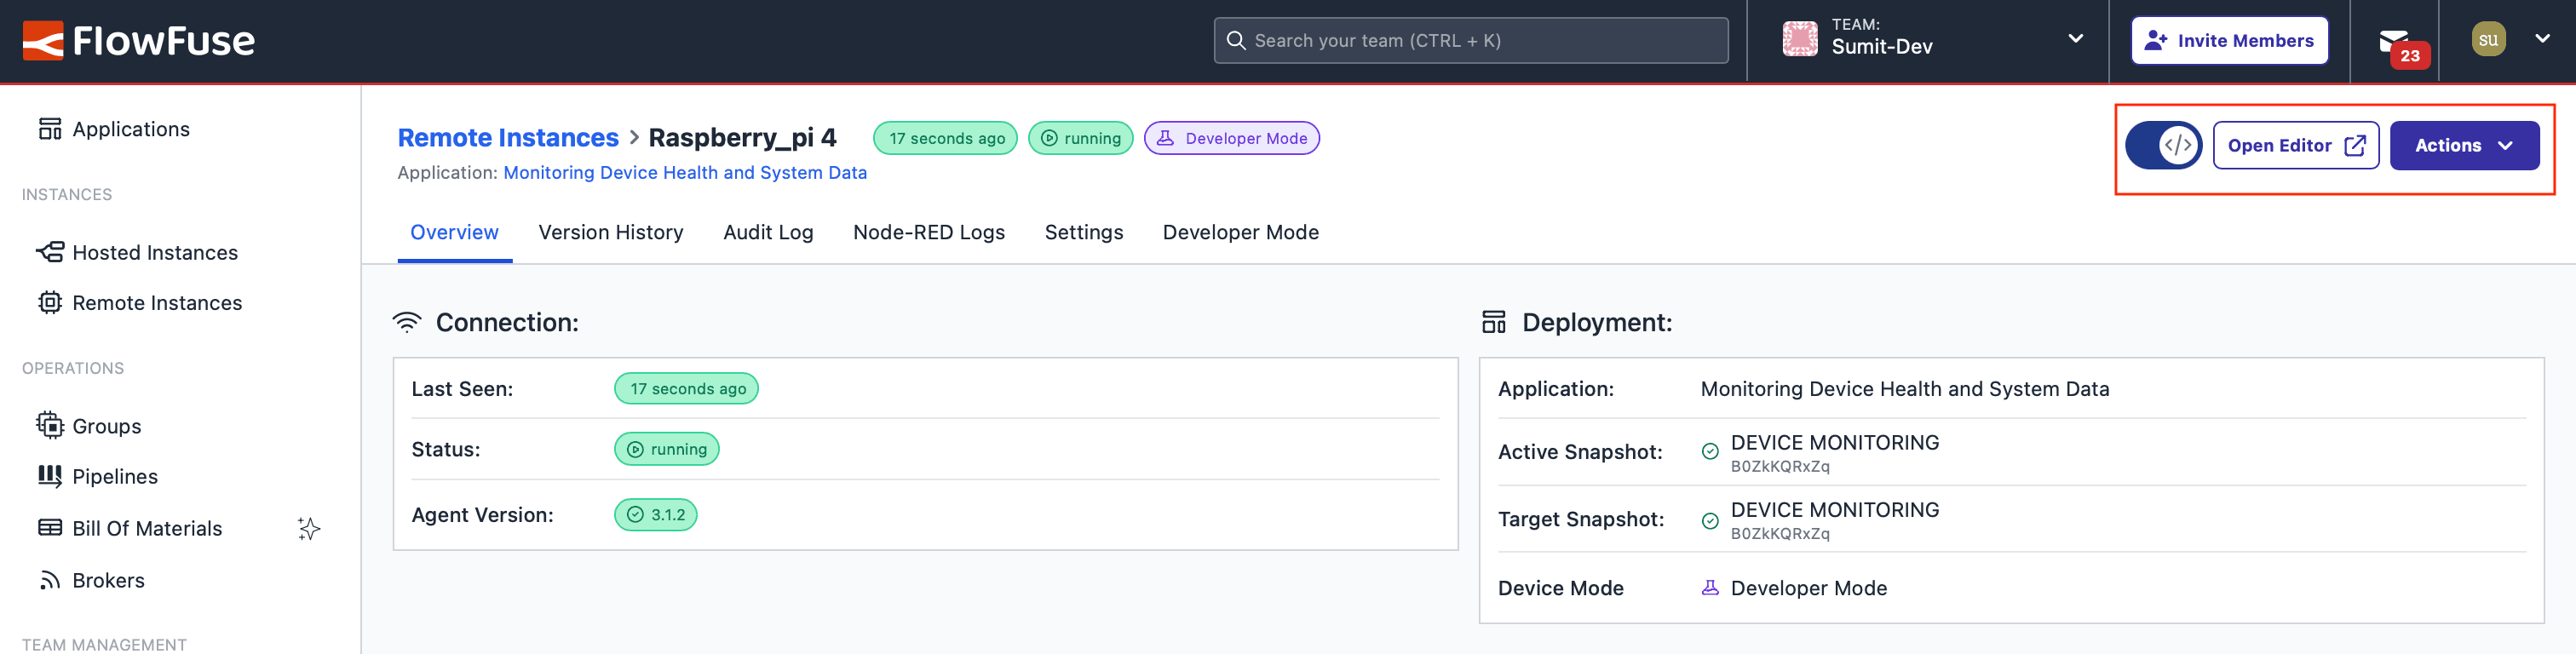 FlowFuse
Search your team (CTRL + K)
TEAM:
Sumit-Dev
Invite Members
23
su
Applications
INSTANCES
Hosted Instances
Remote Instances
OPERATIONS
Groups
Pipelines
Bill Of Materials
Brokers
TEAM MANAGEMENT
Remote Instances > Raspberry_pi 4
17 seconds ago
running
Developer Mode
</>
Open Editor
Actions
Application: Monitoring Device Health and System Data
Overview
Version History
Audit Log
Node-RED Logs
Settings
Developer Mode
Connection:
Last Seen: 17 seconds ago
Status: running
Agent Version: 3.1.2
Deployment:
Application: Monitoring Device Health and System Data
Active Snapshot: DEVICE MONITORING
B0ZkKQRxZq
Target Snapshot: DEVICE MONITORING
B0ZkKQRxZq
Device Mode Developer Mode